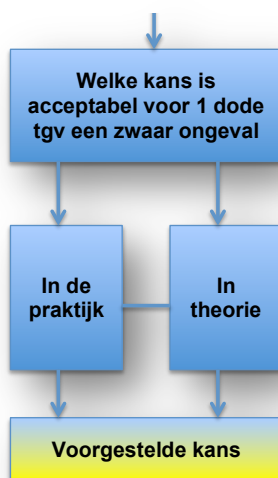 Welke kans is
acceptabel voor 1 dode
tgv een zwaar ongeval
In de
praktijk
In
theorie
Voorgestelde kans